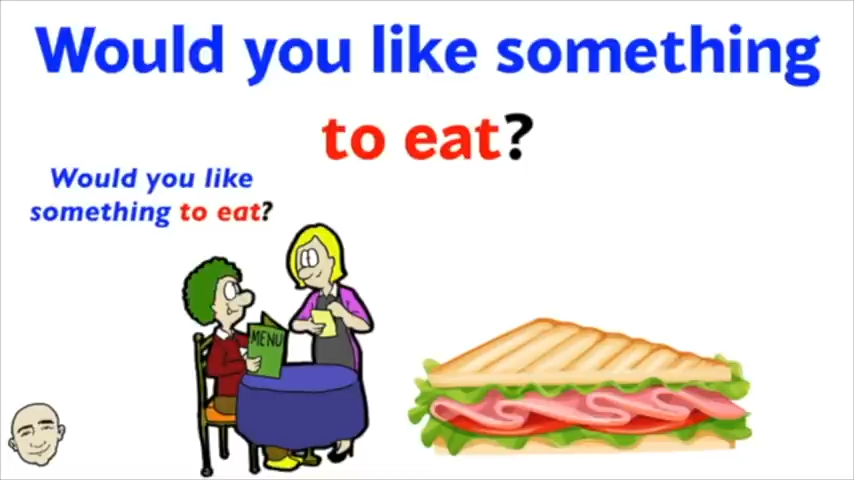 Would you like something
to eat?
Would you like
something to eat?
MENU